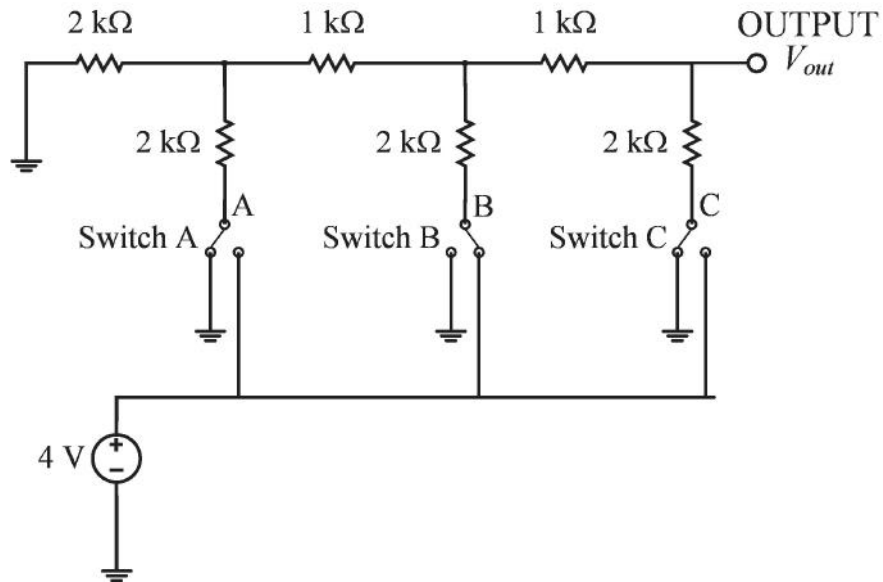 2 kΩ 1 kΩ 1 kΩ OUTPUT
V_out
2 kΩ 2 kΩ 2 kΩ
A B C
Switch A Switch B Switch C
4 V
+
−